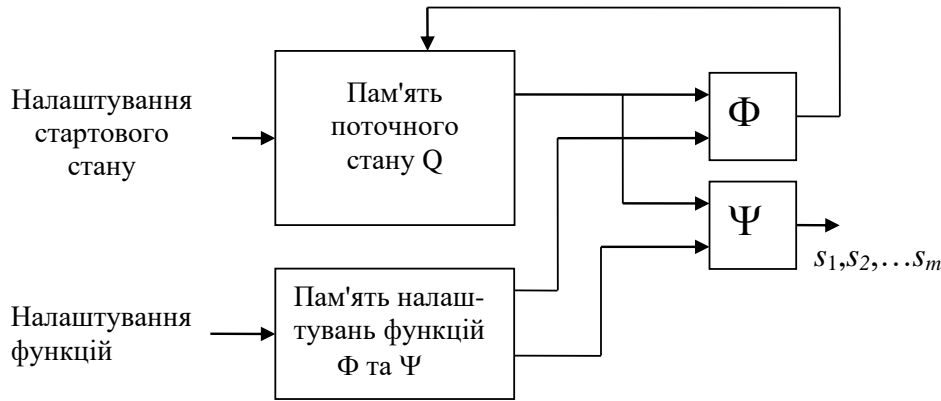 Налаштування
стартового
стану
Пам'ять
поточного
стану Q
Φ
Ψ
s₁,s₂,…sₘ
Налаштування
функцій
Пам'ять налаш-
тувань функцій
Φ та Ψ